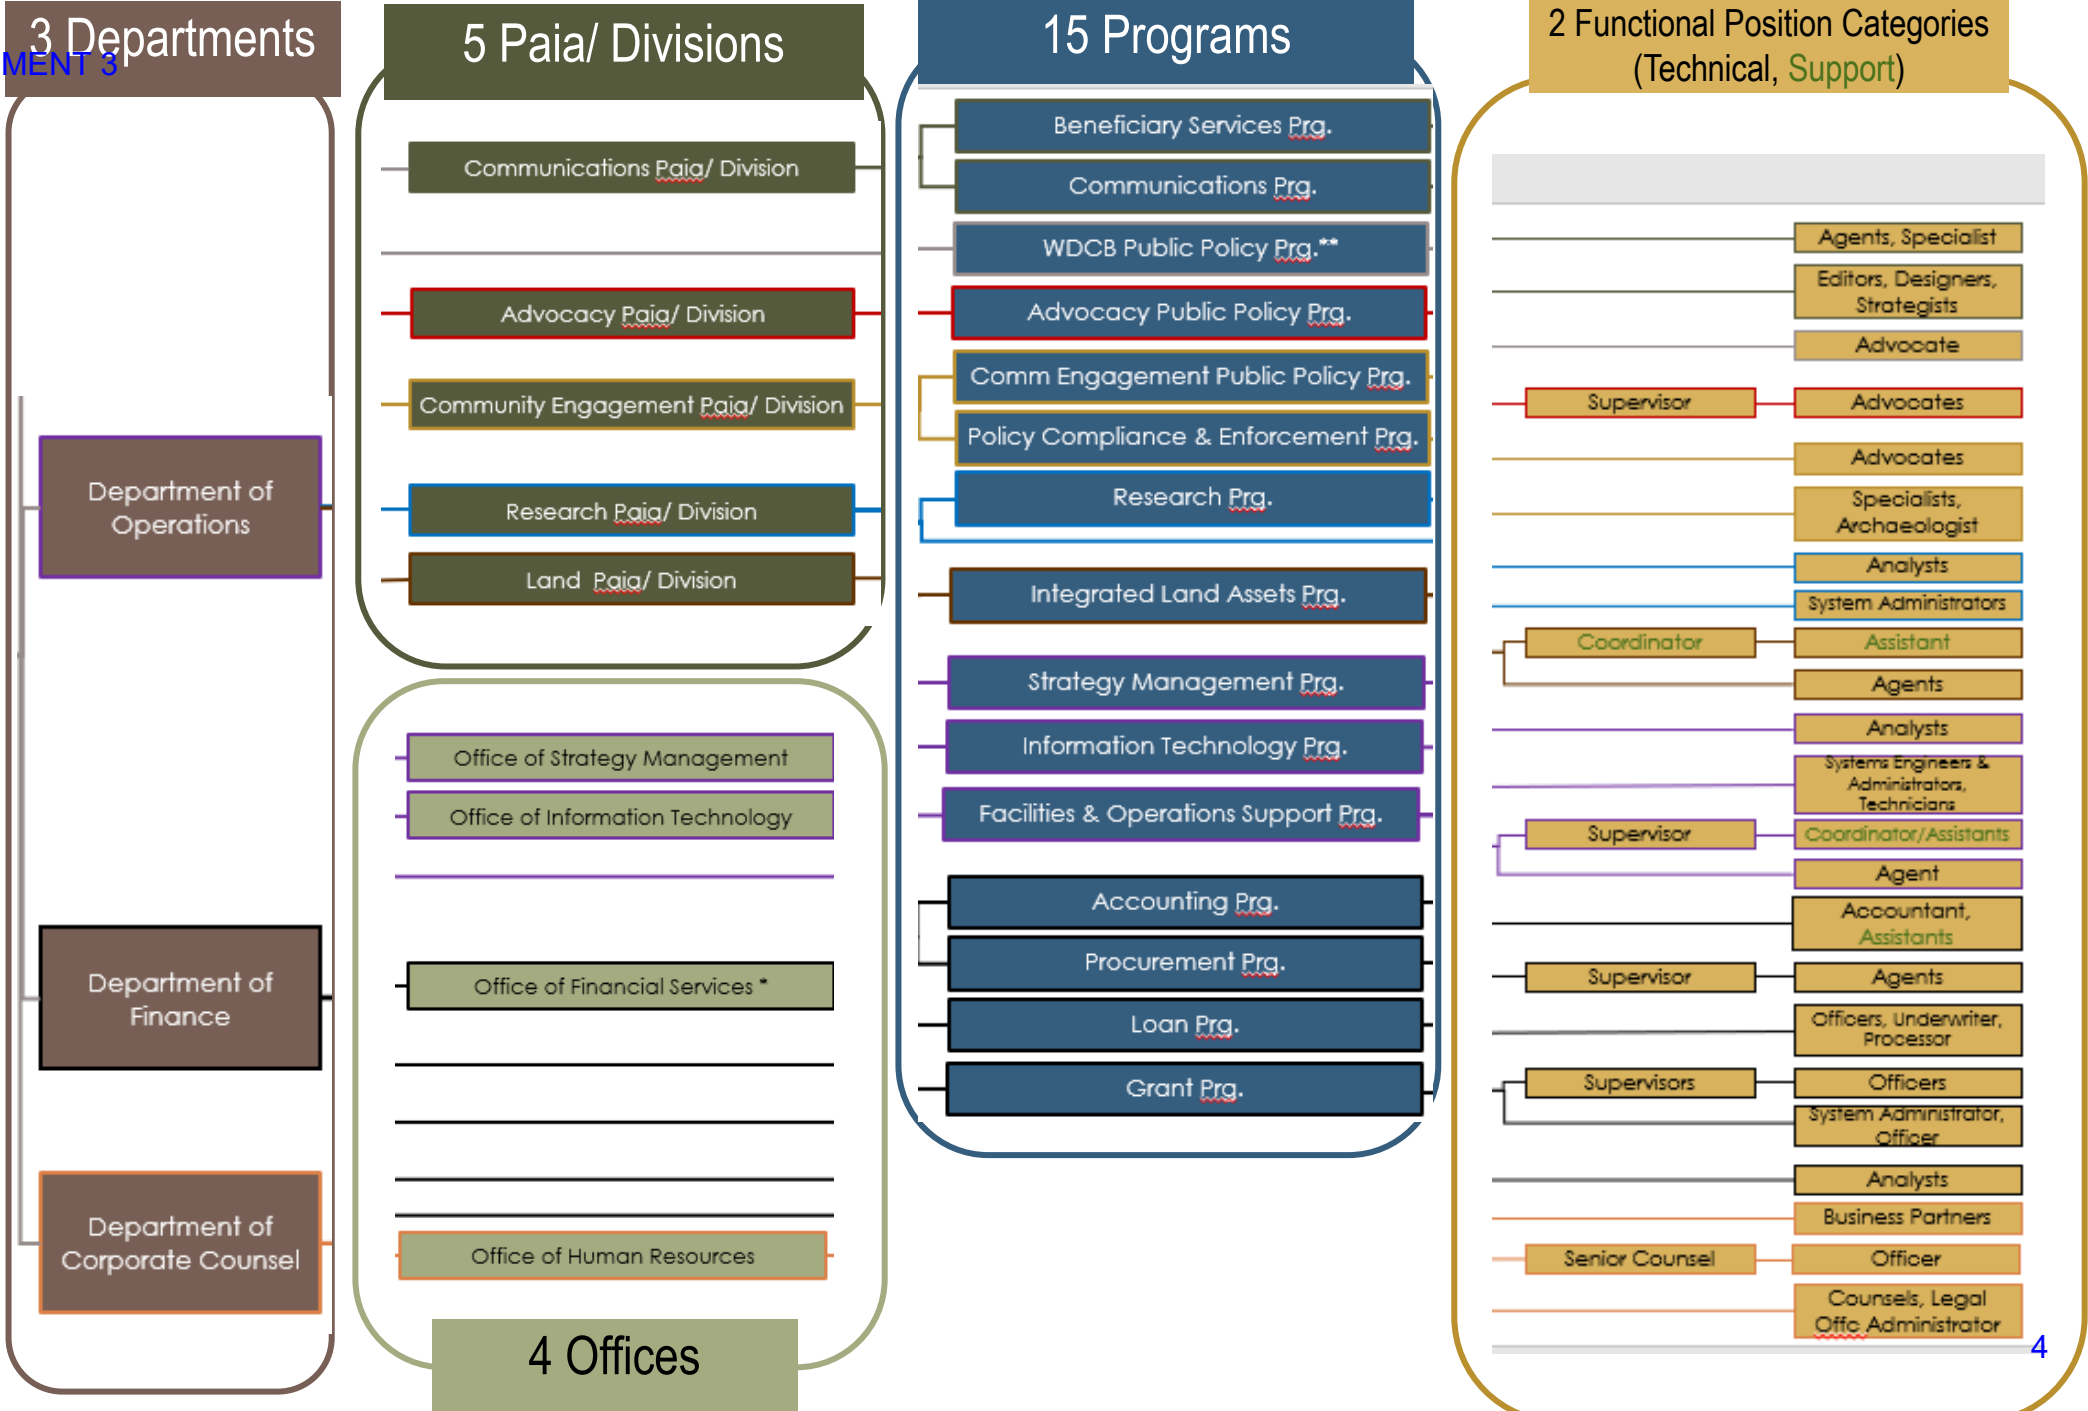 3 Departments
MENT 3
Department of
Operations
Department of
Finance
Department of
Corporate Counsel
5 Paia/ Divisions
Communications Paia/ Division
Advocacy Paia/ Division
Community Engagement Paia/ Division
Research Paia/ Division
Land Paia/ Division
Office of Strategy Management
Office of Information Technology
Office of Financial Services *
Office of Human Resources
4 Offices
15 Programs
Beneficiary Services Prg.
Communications Prg.
WDCB Public Policy Prg.**
Advocacy Public Policy Prg.
Comm Engagement Public Policy Prg.
Policy Compliance & Enforcement Prg.
Research Prg.
Integrated Land Assets Prg.
Strategy Management Prg.
Information Technology Prg.
Facilities & Operations Support Prg.
Accounting Prg.
Procurement Prg.
Loan Prg.
Grant Prg.
2 Functional Position Categories
(Technical, Support)
Agents, Specialist
Editors, Designers,
Strategists
Advocate
Supervisor
Advocates
Advocates
Specialists,
Archaeologist
Analysts
System Administrators
Coordinator
Assistant
Agents
Analysts
Systems Engineers &
Administrators,
Technicians
Supervisor
Coordinator/Assistants
Agent
Accountant,
Assistants
Supervisor
Agents
Officers, Underwriter,
Processor
Supervisors
Officers
System Administrator,
Officer
Analysts
Business Partners
Senior Counsel
Officer
Counsels, Legal
Offc Administrator
4